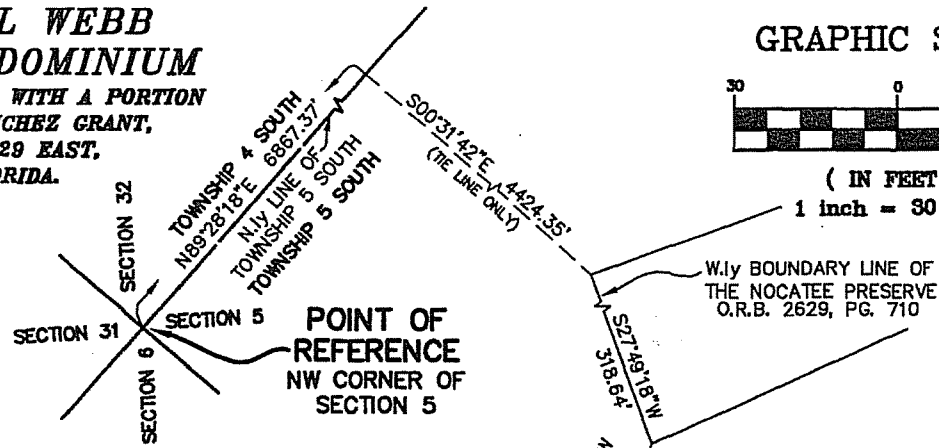 L WEBB
DOMINIUM
WITH A PORTION
CHEZ GRANT,
29 EAST,
RIDA.
GRAPHIC S
30 0
( IN FEET
1 inch = 30
TOWNSHIP 4 SOUTH
N89°28'18"E 6867.37'
N.ly LINE OF
TOWNSHIP 5 SOUTH
TOWNSHIP 5 SOUTH
S00°31'42"E 4424.35'
(TIE LINE ONLY)
SECTION 32
SECTION 31
SECTION 5
SECTION 6
POINT OF
REFERENCE
NW CORNER OF
SECTION 5
W.ly BOUNDARY LINE OF
THE NOCATEE PRESERVE
O.R.B. 2629, PG. 710
S27°49'18"W
318.64'
W